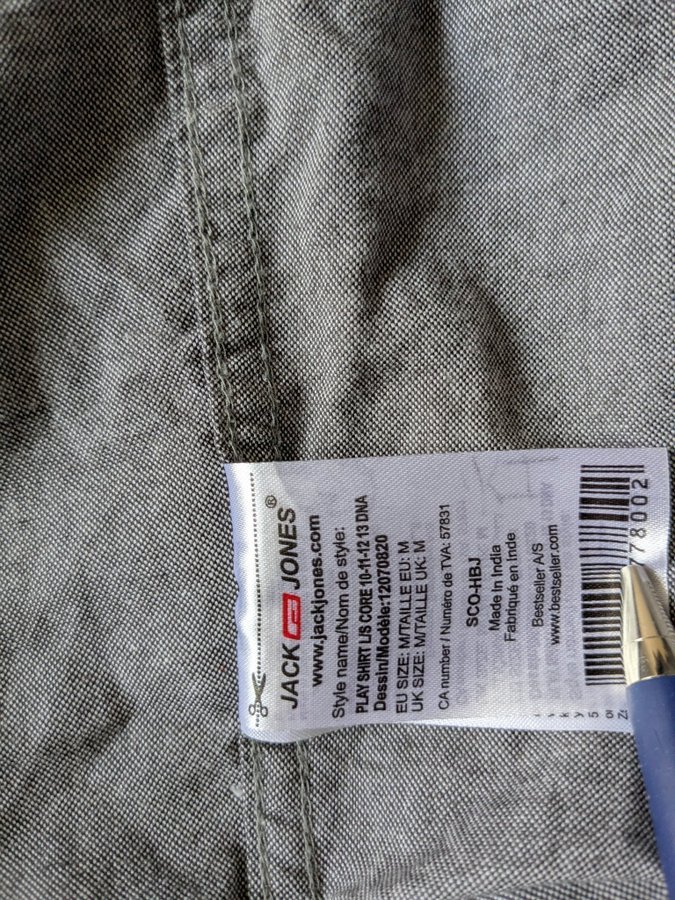 JACK JONES®
www.jackjones.com
Style name/Nom de style:
PLAY SHIRT L/S CORE 10-11-12 13 DNA
Dessin/Modèle:12070820
EU SIZE: M/TAILLE EU: M
UK SIZE: M/TAILLE UK: M
CA number / Numéro de TVA: 57831
SCO-HBJ
Made in India
Fabriqué en Inde
Bestseller A/S
www.bestseller.com
778002